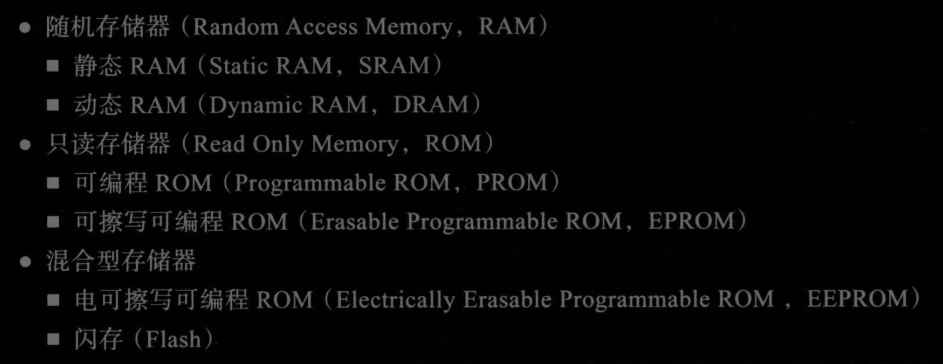 ● 随机存储器（Random Access Memory，RAM）
■ 静态 RAM（Static RAM，SRAM）
■ 动态 RAM（Dynamic RAM，DRAM）
● 只读存储器（Read Only Memory，ROM）
■ 可编程 ROM（Programmable ROM，PROM）
■ 可擦写可编程 ROM（Erasable Programmable ROM，EPROM）
● 混合型存储器
■ 电可擦写可编程 ROM（Electrically Erasable Programmable ROM ，EEPROM）
■ 闪存（Flash）